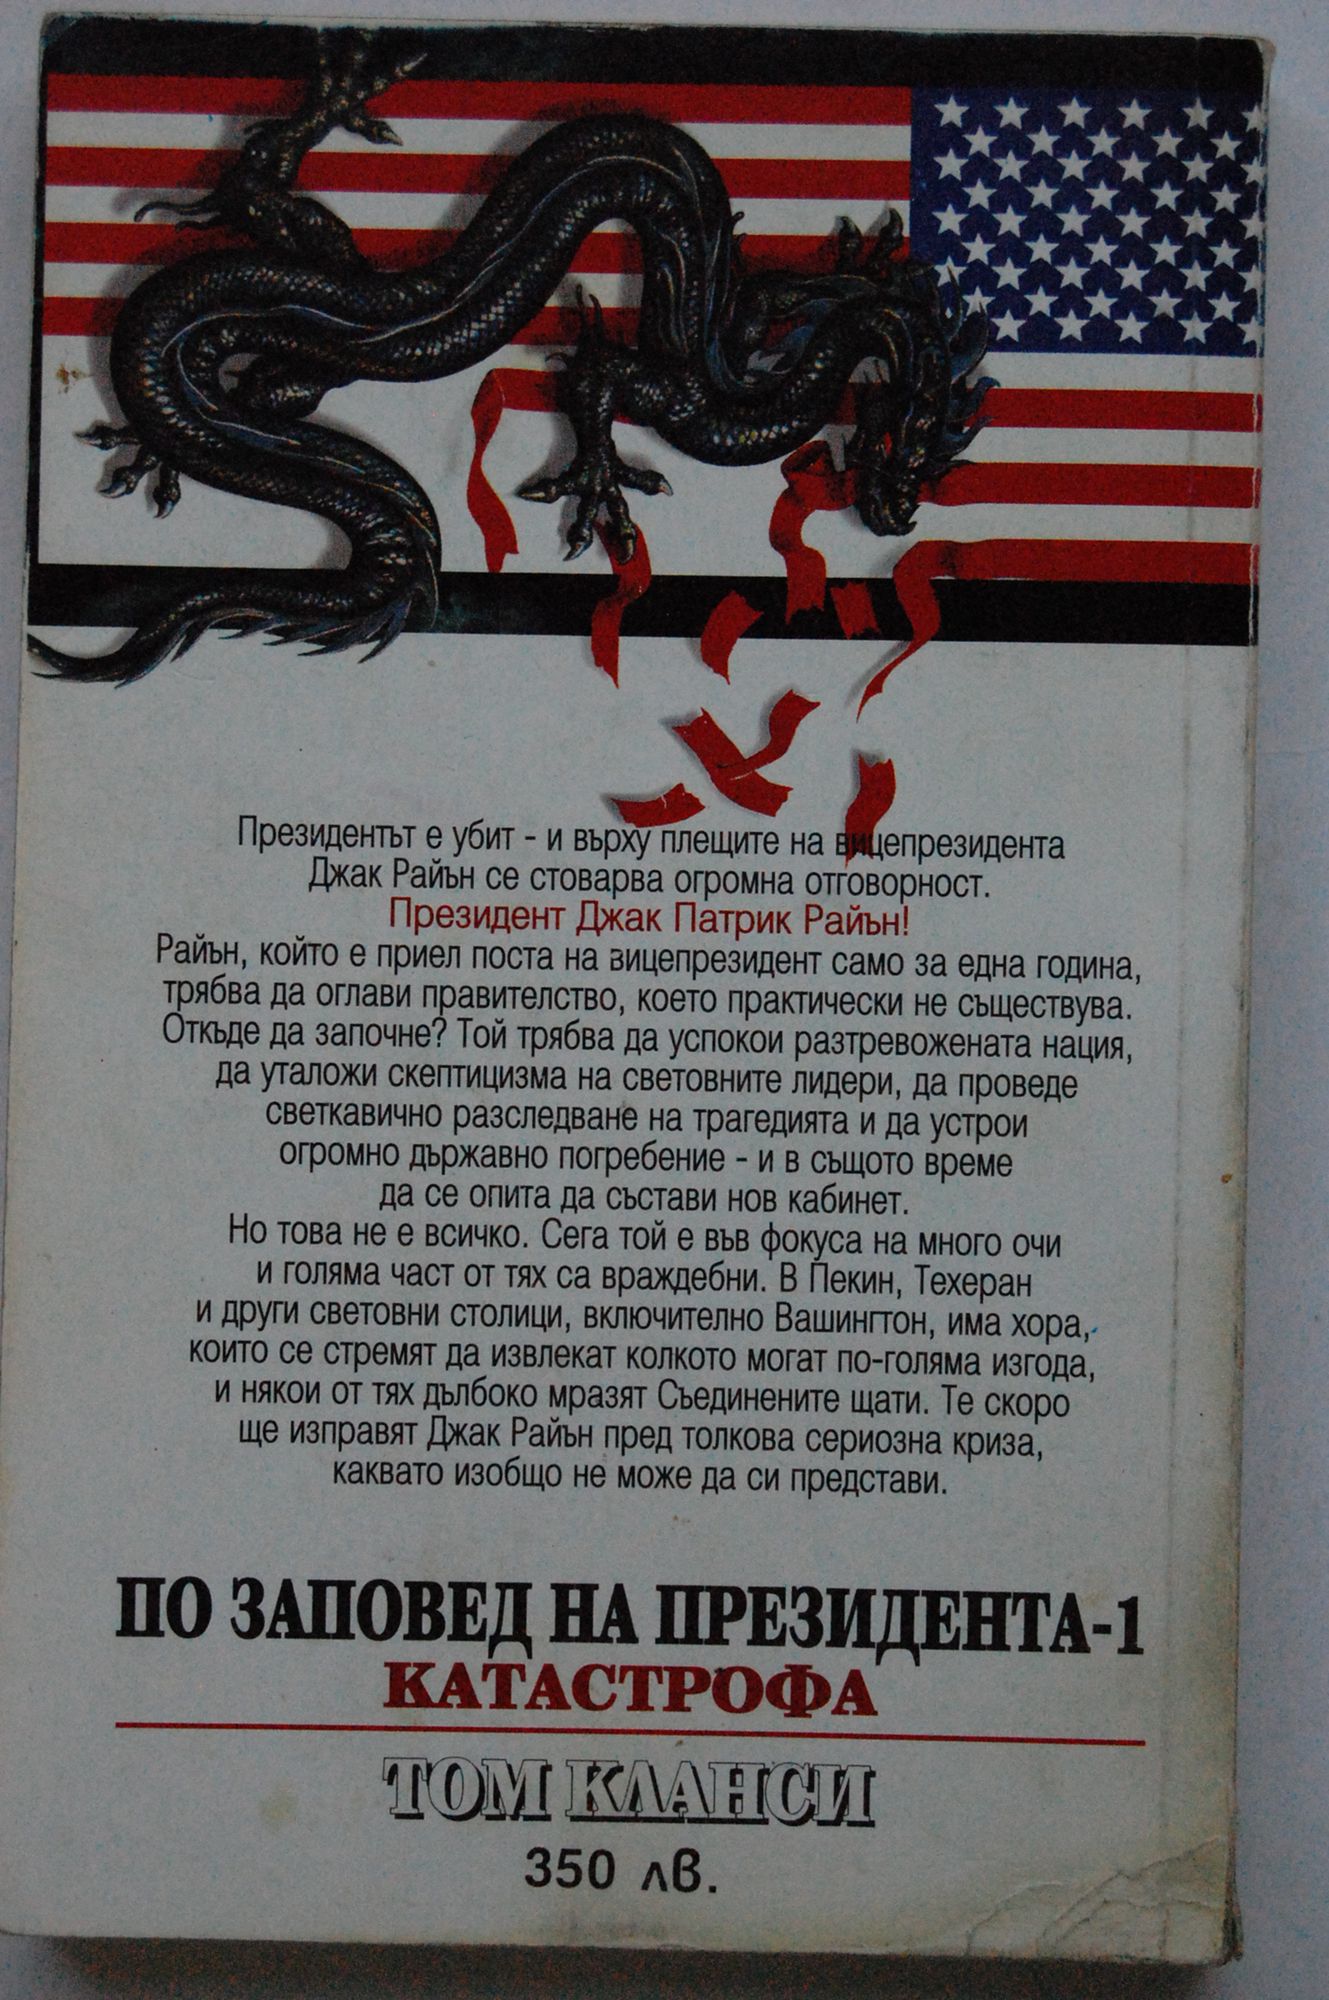 Президентът е убит - и върху плещите на вицепрезидента
Джак Райън се стоварва огромна отговорност.
Президент Джак Патрик Райън!
Райън, който е приел поста на вицепрезидент само за една година,
трябва да оглави правителство, което практически не съществува.
Откъде да започне? Той трябва да успокои разтревожената нация,
да уталожи скептицизма на световните лидери, да проведе
светкавично разследване на трагедията и да устрои
огромно държавно погребение - и в същото време
да се опита да състави нов кабинет.
Но това не е всичко. Сега той е във фокуса на много очи
и голяма част от тях са враждебни. В Пекин, Техеран
и други световни столици, включително Вашингтон, има хора,
които се стремят да извлекат колкото могат по-голяма изгода,
и някои от тях дълбоко мразят Съединените щати. Те скоро
ще изправят Джак Райън пред толкова сериозна криза,
каквато изобщо не може да си представи.
ПО ЗАПОВЕД НА ПРЕЗИДЕНТА-1
КАТАСТРОФА
ТОМ КЛАНСИ
350 лв.